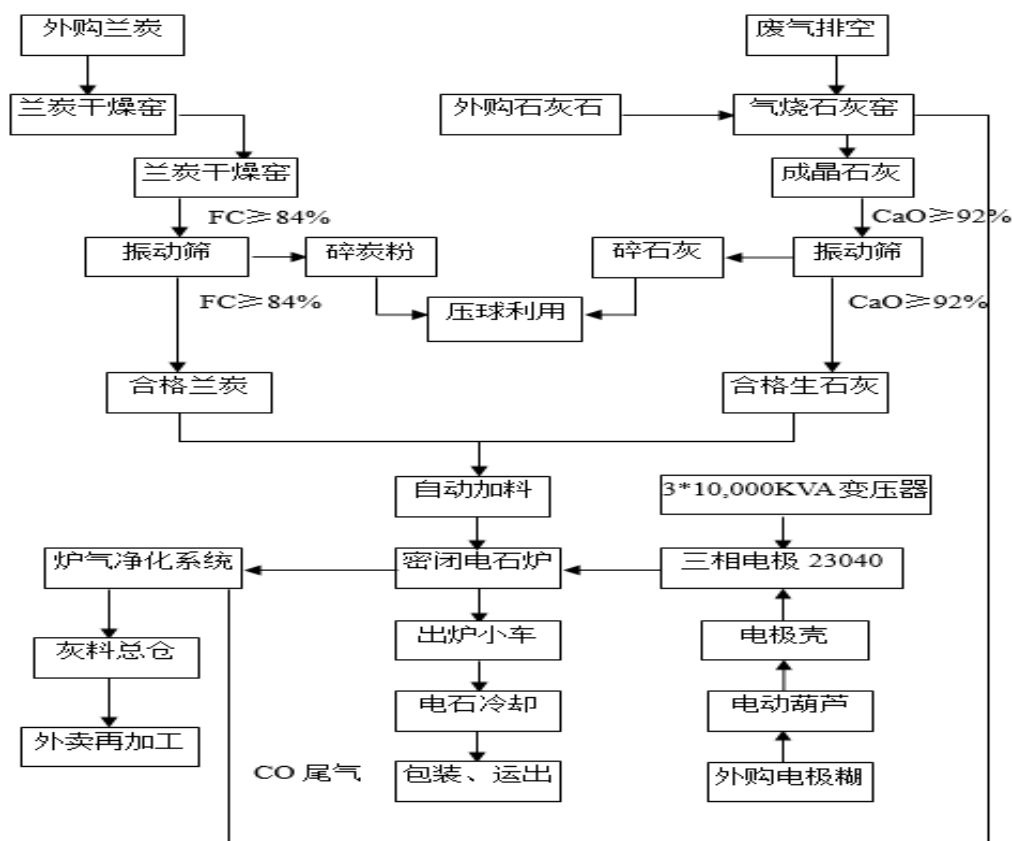 外购兰炭
废气排空
兰炭干燥窑
外购石灰石
气烧石灰窑
兰炭干燥窑
成晶石灰
FC≥84%
CaO≥92%
振动筛
碎炭粉
碎石灰
振动筛
FC≥84%
CaO≥92%
压球利用
合格兰炭
合格生石灰
自动加料
3*10,000KVA 变压器
炉气净化系统
密闭电石炉
三相电极 23040
灰料总仓
出炉小车
电极壳
电石冷却
电动葫芦
外卖再加工
CO 尾气
包装、运出
外购电极糊